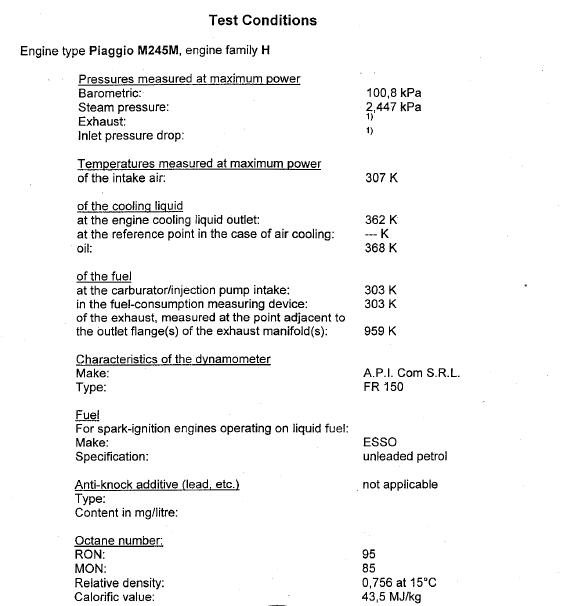 Test Conditions
Engine type Piaggio M245M, engine family H
Pressures measured at maximum power
Barometric: 100,8 kPa
Steam pressure: 2,447 kPa
Exhaust: 1)
Inlet pressure drop: 1)
Temperatures measured at maximum power
of the intake air: 307 K
of the cooling liquid
at the engine cooling liquid outlet: 362 K
at the reference point in the case of air cooling: --- K
oil: 368 K
of the fuel
at the carburator/injection pump intake: 303 K
in the fuel-consumption measuring device: 303 K
of the exhaust, measured at the point adjacent to
the outlet flange(s) of the exhaust manifold(s): 959 K
Characteristics of the dynamometer
Make: A.P.I. Com S.R.L.
Type: FR 150
Fuel
For spark-ignition engines operating on liquid fuel:
Make: ESSO
Specification: unleaded petrol
Anti-knock additive (lead, etc.) not applicable
Type:
Content in mg/litre:
Octane number:
RON: 95
MON: 85
Relative density: 0,756 at 15°C
Calorific value: 43,5 MJ/kg